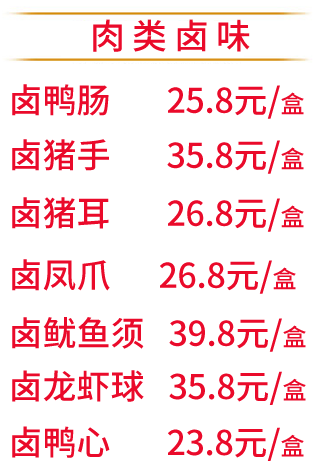 肉类卤味
卤鸭肠 25.8元/盒
卤猪手 35.8元/盒
卤猪耳 26.8元/盒
卤凤爪 26.8元/盒
卤鱿鱼须 39.8元/盒
卤龙虾球 35.8元/盒
卤鸭心 23.8元/盒